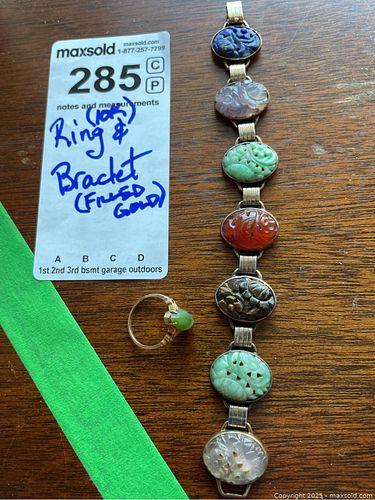 maxsold.com
maxsold 1-877-257-7799
285 C
P
notes and measurements
(10K)
Ring &
Bracelet
(FILLED
GOLD)
A B C D
1st 2nd 3rd bsmt garage outdoors
Copyright 2025 - maxsold.com